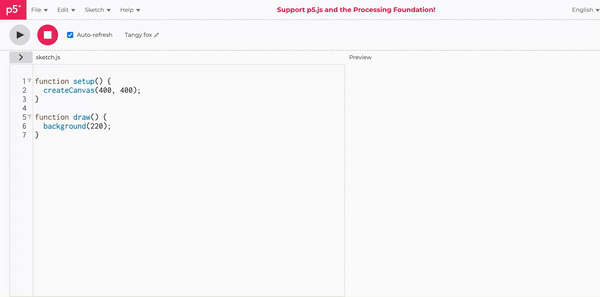 p5* File Edit Sketch Help Support p5.js and the Processing Foundation! English
Auto-refresh Tangy fox
> sketch.js Preview
1 function setup() {
2   createCanvas(400, 400);
3 }
4
5 function draw() {
6   background(220);
7 }